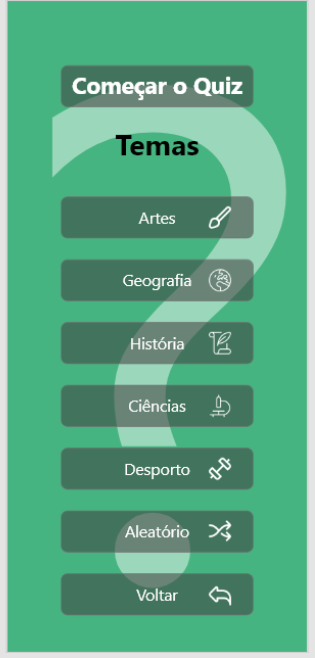 Começar o Quiz
Temas
Artes
Geografia
História
Ciências
Desporto
Aleatório
Voltar